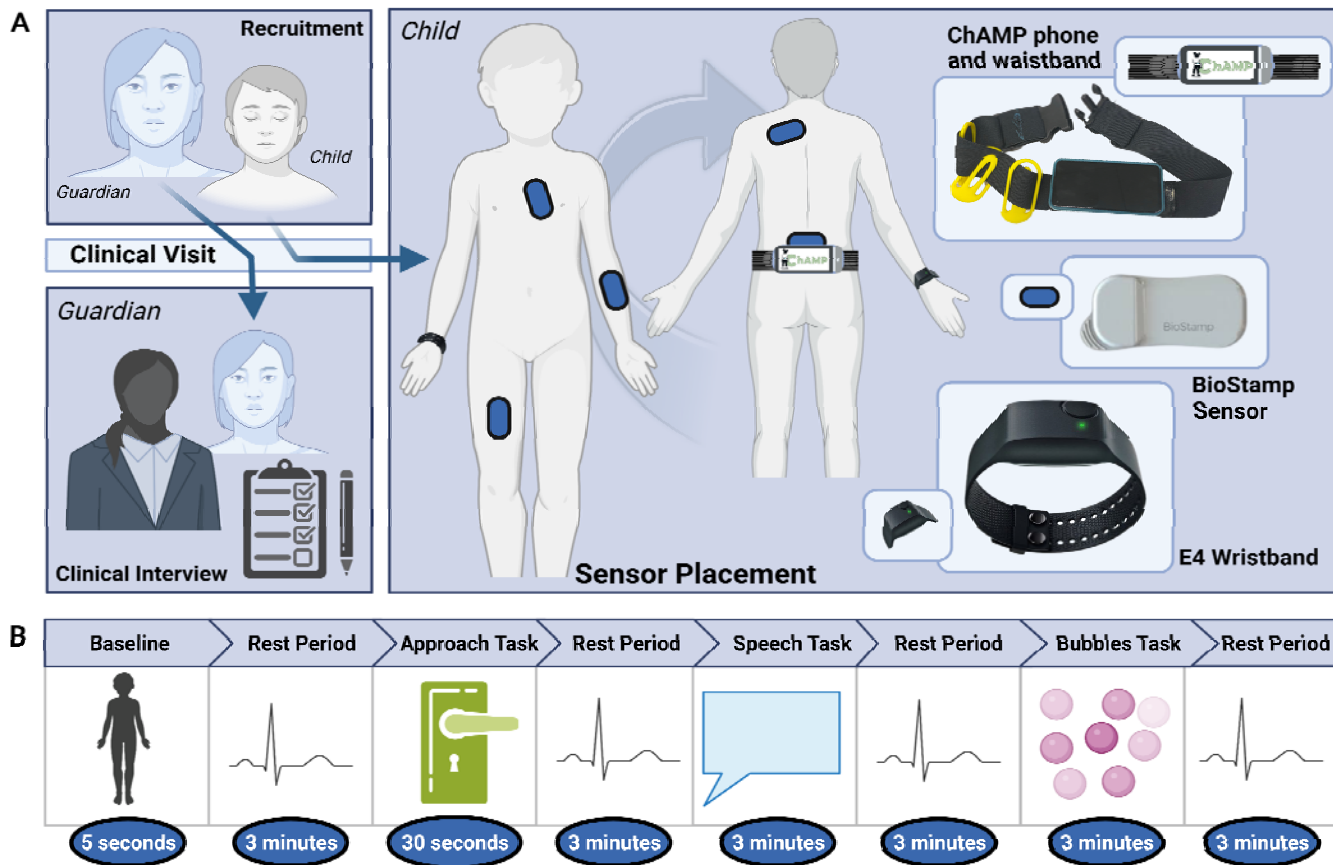 A
Recruitment
Child
Guardian
Clinical Visit
Guardian
Clinical Interview
Child
ChAMP
Sensor Placement
ChAMP phone
and waistband
ChAMP
BioStamp
BioStamp
Sensor
E4 Wristband
B
Baseline
Rest Period
Approach Task
Rest Period
Speech Task
Rest Period
Bubbles Task
Rest Period
5 seconds
3 minutes
30 seconds
3 minutes
3 minutes
3 minutes
3 minutes
3 minutes